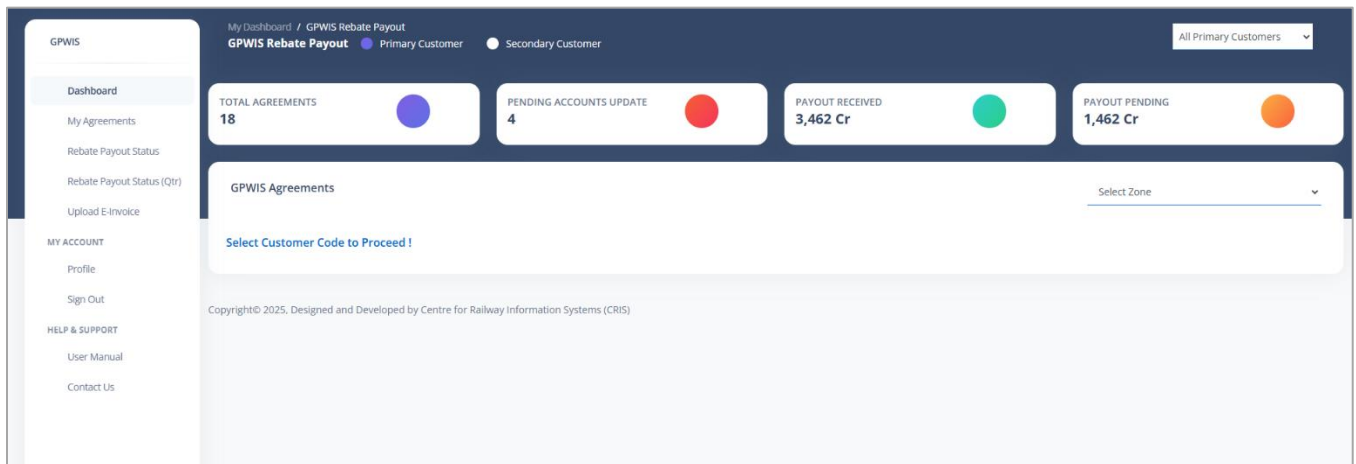 GPWIS
Dashboard
My Agreements
Rebate Payout Status
Rebate Payout Status (Qtr)
Upload E-Invoice
MY ACCOUNT
Profile
Sign Out
HELP & SUPPORT
User Manual
Contact Us
My Dashboard / GPWIS Rebate Payout
GPWIS Rebate Payout Primary Customer Secondary Customer
All Primary Customers
TOTAL AGREEMENTS
18
PENDING ACCOUNTS UPDATE
4
PAYOUT RECEIVED
3,462 Cr
PAYOUT PENDING
1,462 Cr
GPWIS Agreements
Select Zone
Select Customer Code to Proceed !
Copyright© 2025, Designed and Developed by Centre for Railway Information Systems (CRIS)